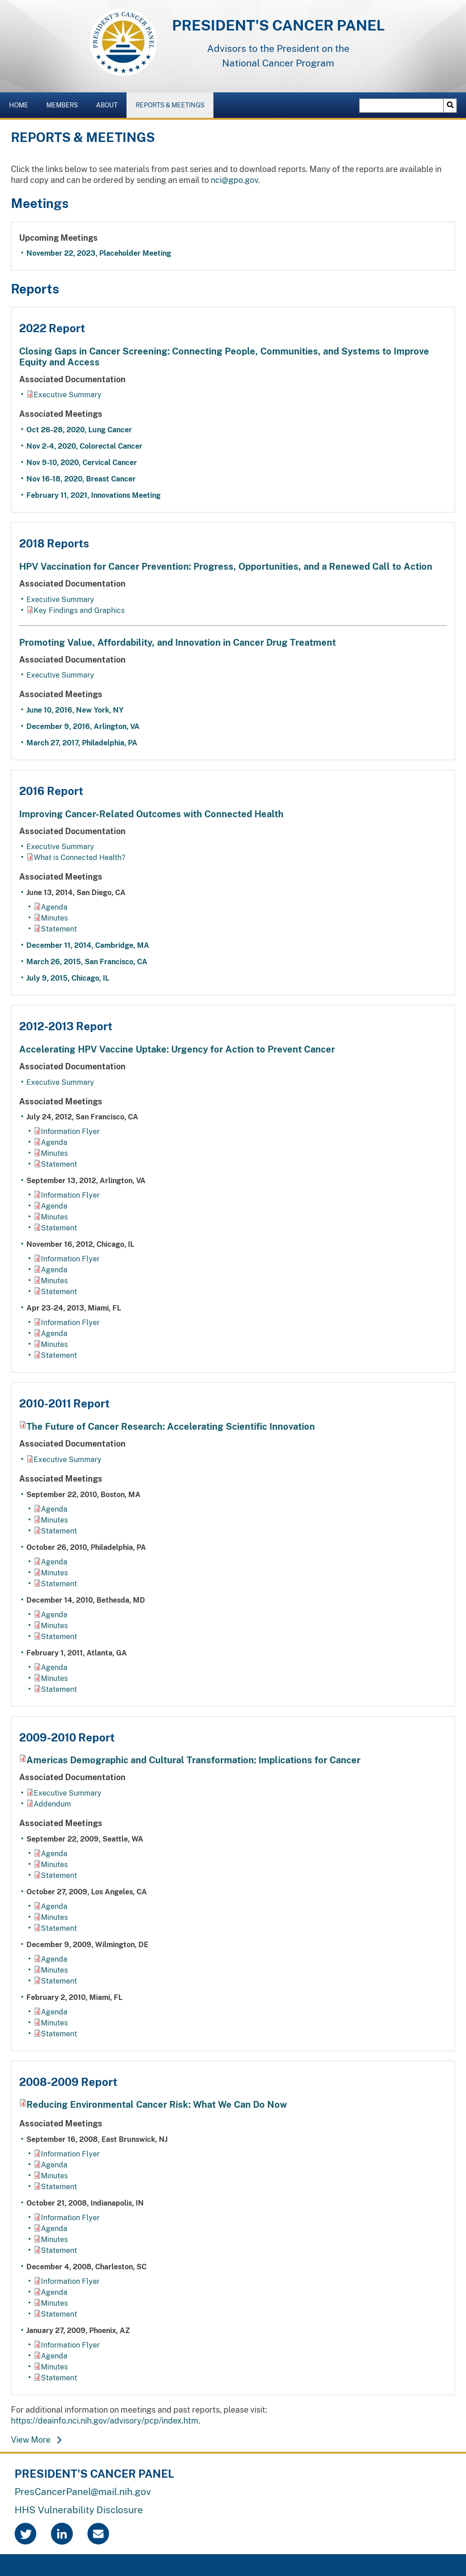 PRESIDENT'S CANCER PANEL
Advisors to the President on the
National Cancer Program
HOME
MEMBERS
ABOUT
REPORTS & MEETINGS
REPORTS & MEETINGS
Click the links below to see materials from past series and to download reports. Many of the reports are available in
hard copy and can be ordered by sending an email to nci@gpo.gov.
Meetings
Upcoming Meetings
November 22, 2023, Placeholder Meeting
Reports
2022 Report
Closing Gaps in Cancer Screening: Connecting People, Communities, and Systems to Improve
Equity and Access
Associated Documentation
Executive Summary
Associated Meetings
Oct 26-28, 2020, Lung Cancer
Nov 2-4, 2020, Colorectal Cancer
Nov 9-10, 2020, Cervical Cancer
Nov 16-18, 2020, Breast Cancer
February 11, 2021, Innovations Meeting
2018 Reports
HPV Vaccination for Cancer Prevention: Progress, Opportunities, and a Renewed Call to Action
Associated Documentation
Executive Summary
Key Findings and Graphics
Promoting Value, Affordability, and Innovation in Cancer Drug Treatment
Associated Documentation
Executive Summary
Associated Meetings
June 10, 2016, New York, NY
December 9, 2016, Arlington, VA
March 27, 2017, Philadelphia, PA
2016 Report
Improving Cancer-Related Outcomes with Connected Health
Associated Documentation
Executive Summary
What is Connected Health?
Associated Meetings
June 13, 2014, San Diego, CA
Agenda
Minutes
Statement
December 11, 2014, Cambridge, MA
March 26, 2015, San Francisco, CA
July 9, 2015, Chicago, IL
2012-2013 Report
Accelerating HPV Vaccine Uptake: Urgency for Action to Prevent Cancer
Associated Documentation
Executive Summary
Associated Meetings
July 24, 2012, San Francisco, CA
Information Flyer
Agenda
Minutes
Statement
September 13, 2012, Arlington, VA
Information Flyer
Agenda
Minutes
Statement
November 16, 2012, Chicago, IL
Information Flyer
Agenda
Minutes
Statement
Apr 23-24, 2013, Miami, FL
Information Flyer
Agenda
Minutes
Statement
2010-2011 Report
The Future of Cancer Research: Accelerating Scientific Innovation
Associated Documentation
Executive Summary
Associated Meetings
September 22, 2010, Boston, MA
Agenda
Minutes
Statement
October 26, 2010, Philadelphia, PA
Agenda
Minutes
Statement
December 14, 2010, Bethesda, MD
Agenda
Minutes
Statement
February 1, 2011, Atlanta, GA
Agenda
Minutes
Statement
2009-2010 Report
Americas Demographic and Cultural Transformation: Implications for Cancer
Associated Documentation
Executive Summary
Addendum
Associated Meetings
September 22, 2009, Seattle, WA
Agenda
Minutes
Statement
October 27, 2009, Los Angeles, CA
Agenda
Minutes
Statement
December 9, 2009, Wilmington, DE
Agenda
Minutes
Statement
February 2, 2010, Miami, FL
Agenda
Minutes
Statement
2008-2009 Report
Reducing Environmental Cancer Risk: What We Can Do Now
Associated Meetings
September 16, 2008, East Brunswick, NJ
Information Flyer
Agenda
Minutes
Statement
October 21, 2008, Indianapolis, IN
Information Flyer
Agenda
Minutes
Statement
December 4, 2008, Charleston, SC
Information Flyer
Agenda
Minutes
Statement
January 27, 2009, Phoenix, AZ
Information Flyer
Agenda
Minutes
Statement
For additional information on meetings and past reports, please visit:
https://deainfo.nci.nih.gov/advisory/pcp/index.htm.
View More
PRESIDENT'S CANCER PANEL
PresCancerPanel@mail.nih.gov
HHS Vulnerability Disclosure